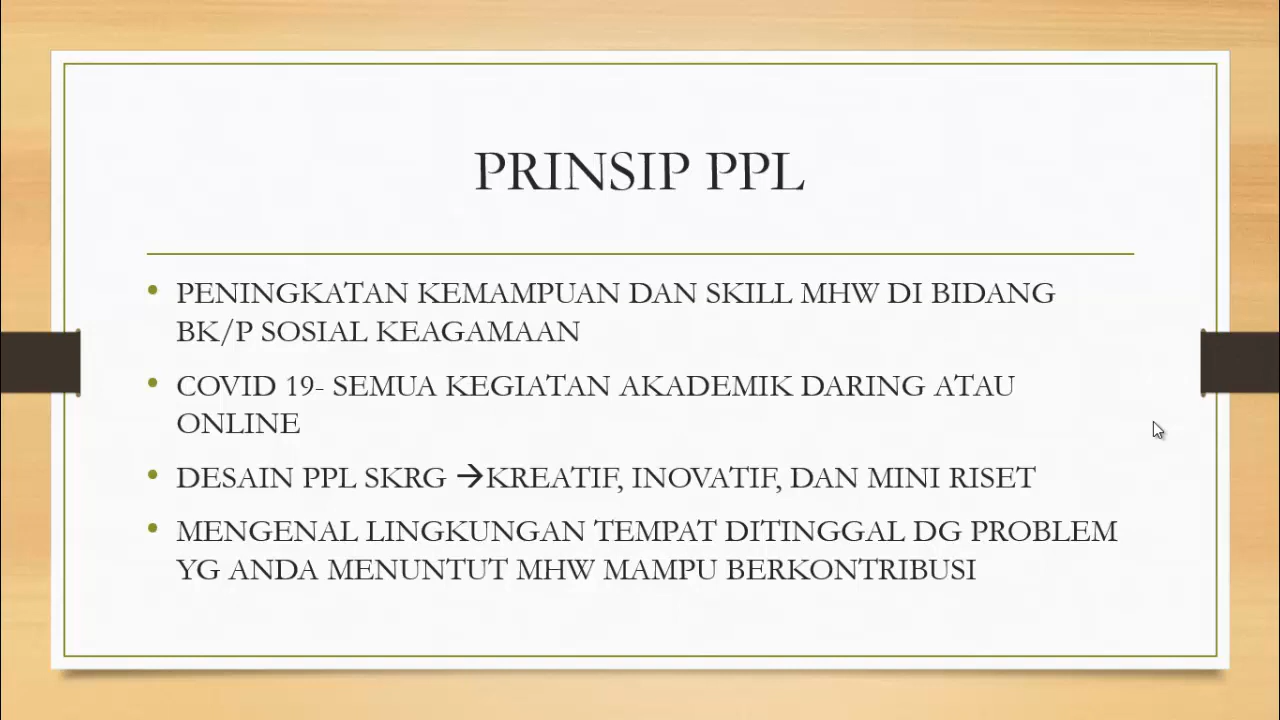 PRINSIP PPL
• PENINGKATAN KEMAMPUAN DAN SKILL MHW DI BIDANG
BK/P SOSIAL KEAGAMAAN
• COVID 19- SEMUA KEGIATAN AKADEMIK DARING ATAU
ONLINE
• DESAIN PPL SKRG →KREATIF, INOVATIF, DAN MINI RISET
• MENGENAL LINGKUNGAN TEMPAT DITINGGAL DG PROBLEM
YG ANDA MENUNTUT MHW MAMPU BERKONTRIBUSI